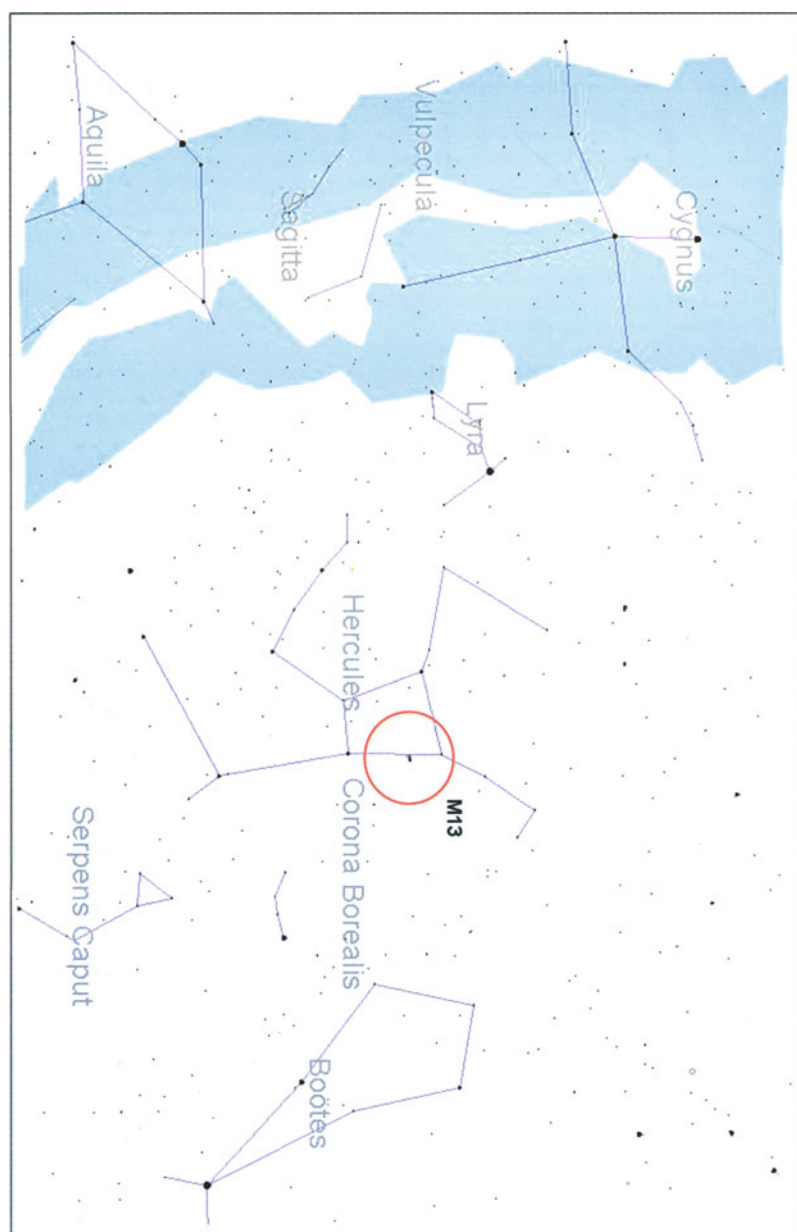 Cygnus
Vulpecula
Sagitta
Aquila
Lyra
Hercules
M13
Corona Borealis
Serpens Caput
Boötes